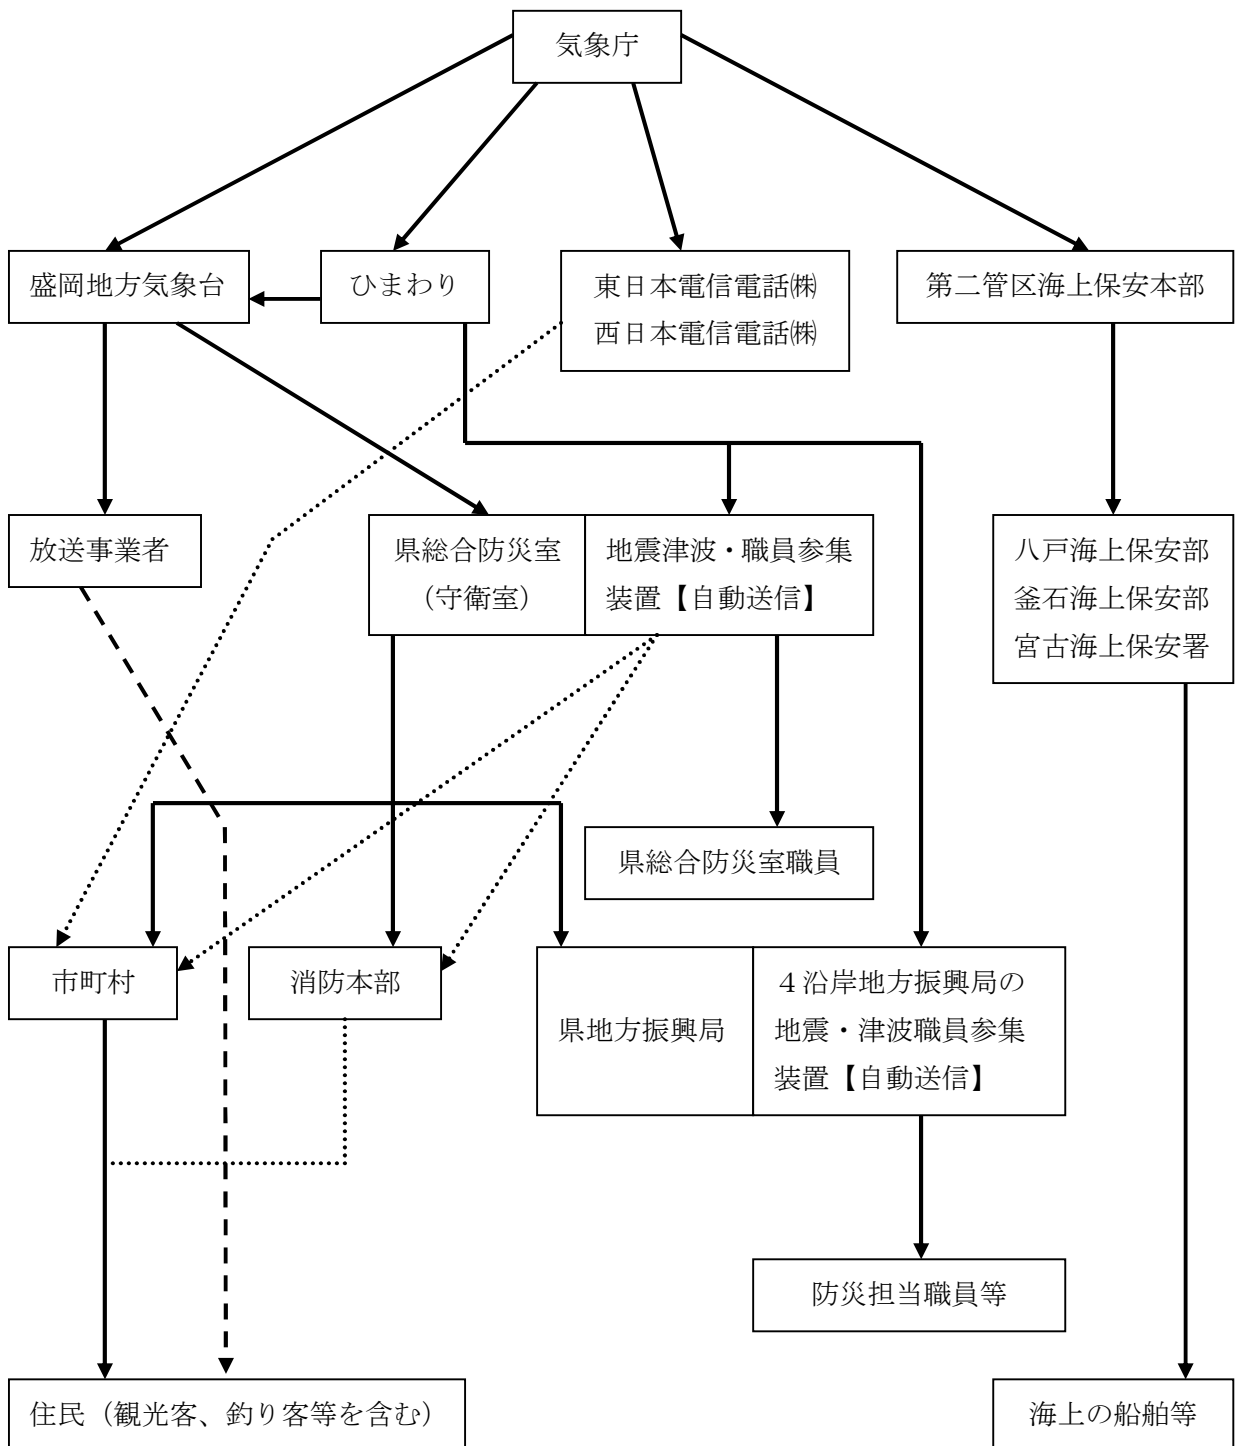 気象庁
盛岡地方気象台
ひまわり
東日本電信電話㈱
西日本電信電話㈱
第二管区海上保安本部
放送事業者
県総合防災室
（守衛室）
地震津波・職員参集
装置【自動送信】
八戸海上保安部
釜石海上保安部
宮古海上保安署
県総合防災室職員
市町村
消防本部
県地方振興局
４沿岸地方振興局の
地震・津波職員参集
装置【自動送信】
防災担当職員等
住民（観光客、釣り客等を含む）
海上の船舶等